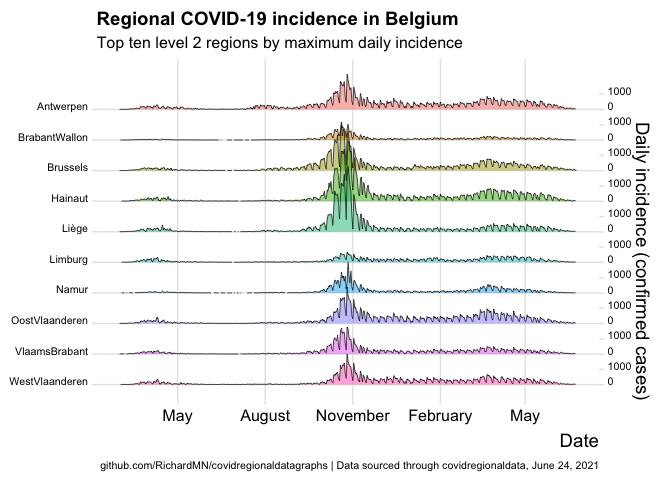 Regional COVID-19 incidence in Belgium
Top ten level 2 regions by maximum daily incidence
Antwerpen
BrabantWallon
Brussels
Hainaut
Liège
Limburg
Namur
OostVlaanderen
VlaamsBrabant
WestVlaanderen
1000
0
1000
0
1000
0
1000
0
1000
0
1000
0
1000
0
1000
0
1000
0
1000
0
Daily incidence (confirmed cases)
May August November February May
Date
github.com/RichardMN/covidregionaldatagraphs | Data sourced through covidregionaldata, June 24, 2021